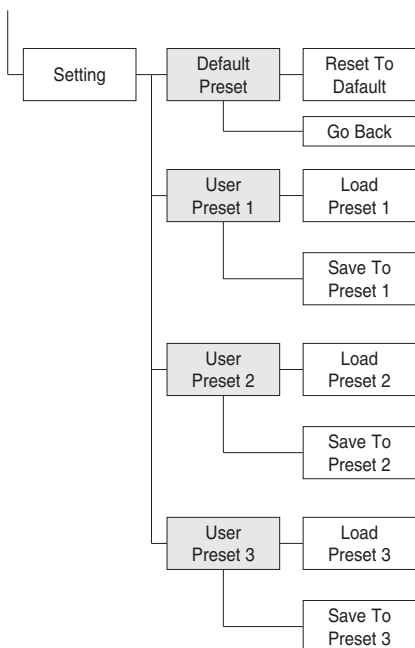 Setting
Default
Preset
Reset To
Dafault
Go Back
User
Preset 1
Load
Preset 1
Save To
Preset 1
User
Preset 2
Load
Preset 2
Save To
Preset 2
User
Preset 3
Load
Preset 3
Save To
Preset 3